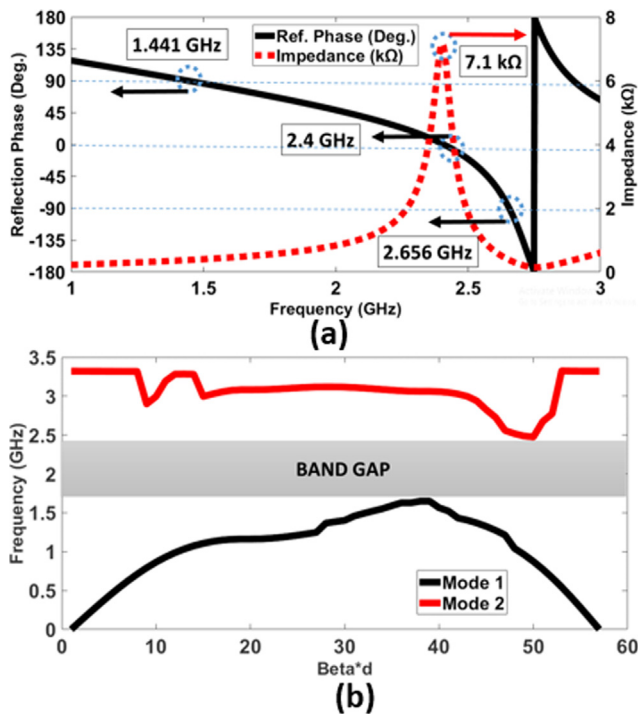 180
135
90
45
0
-45
-90
-135
-180
Reflection Phase (Deg.)
1.441 GHz
Ref. Phase (Deg.)
Impedance (kΩ)
7.1 kΩ
2.4 GHz
2.656 GHz
8
6
4
2
0
Impedance (kΩ)
1 1.5 2 2.5 3
Frequency (GHz)
(a)
3.5
3
2.5
2
1.5
1
0.5
0
Frequency (GHz)
BAND GAP
Mode 1
Mode 2
0 10 20 30 40 50 60
Beta*d
(b)